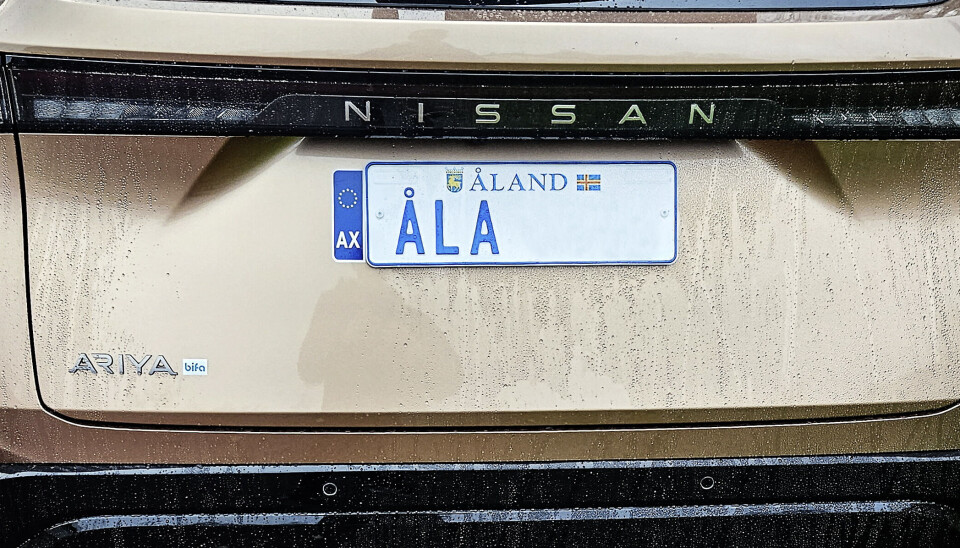 NISSAN
ÅLAND
AX
ÅLA
ARIYA bifa